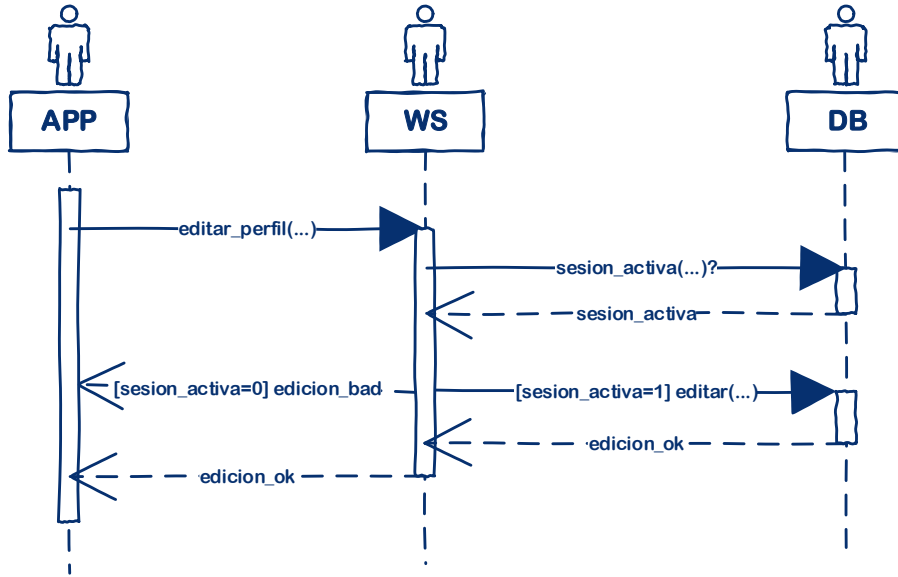 APP
WS
DB
editar_perfil(...)
sesion_activa(...)?
sesion_activa
[sesion_activa=0] edicion_bad
[sesion_activa=1] editar(...)
edicion_ok
edicion_ok